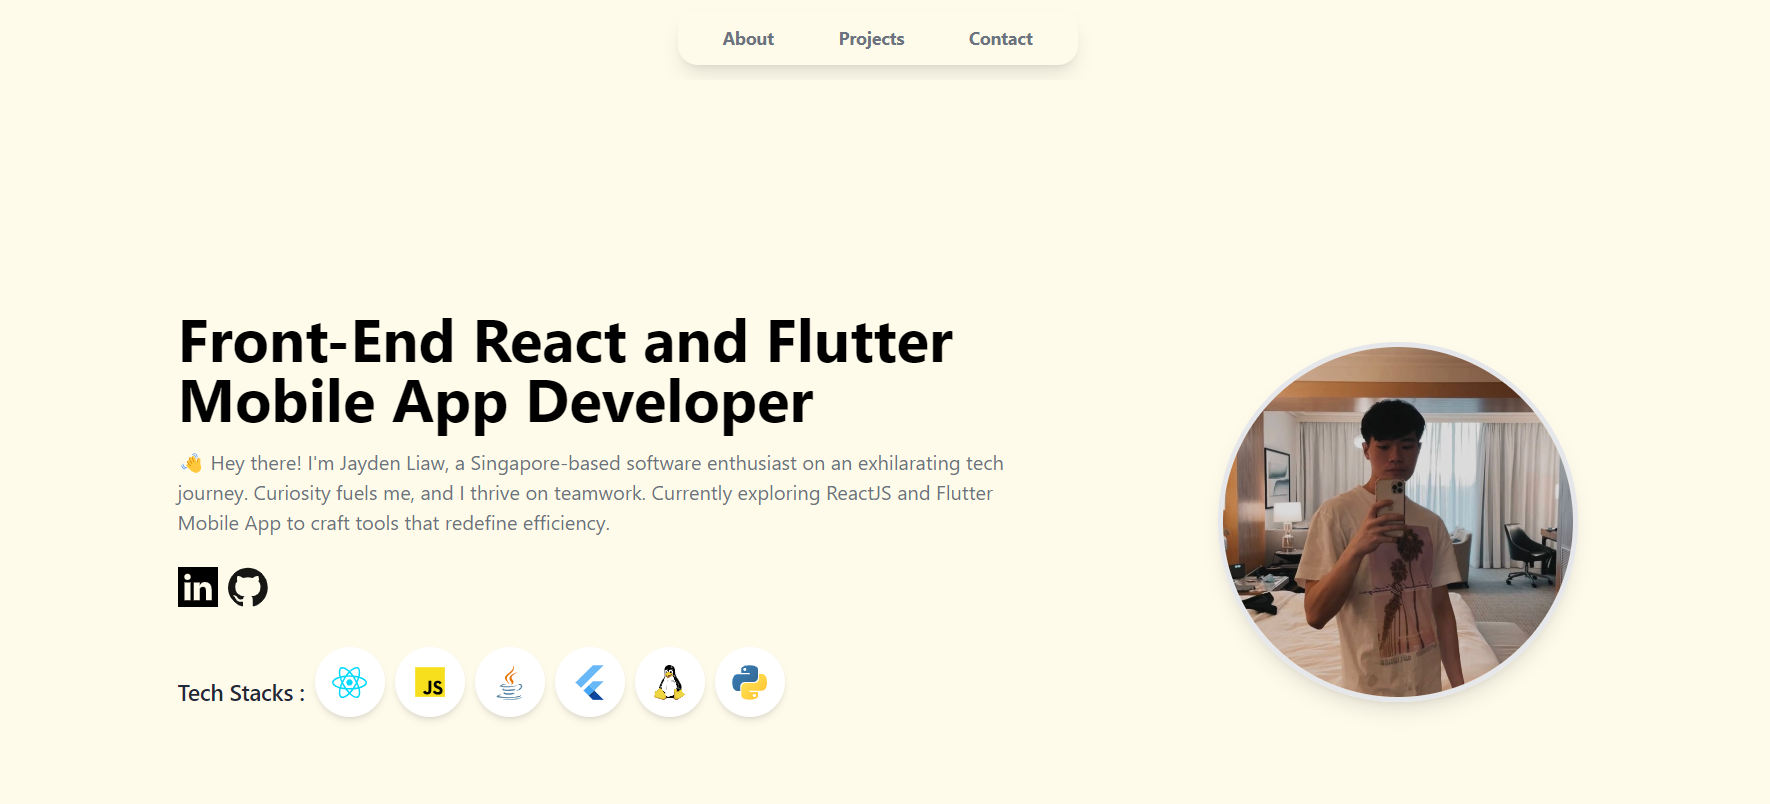 About Projects Contact
Front-End React and Flutter
Mobile App Developer
👋 Hey there! I'm Jayden Liaw, a Singapore-based software enthusiast on an exhilarating tech
journey. Curiosity fuels me, and I thrive on teamwork. Currently exploring ReactJS and Flutter
Mobile App to craft tools that redefine efficiency.
in
Tech Stacks :
JS